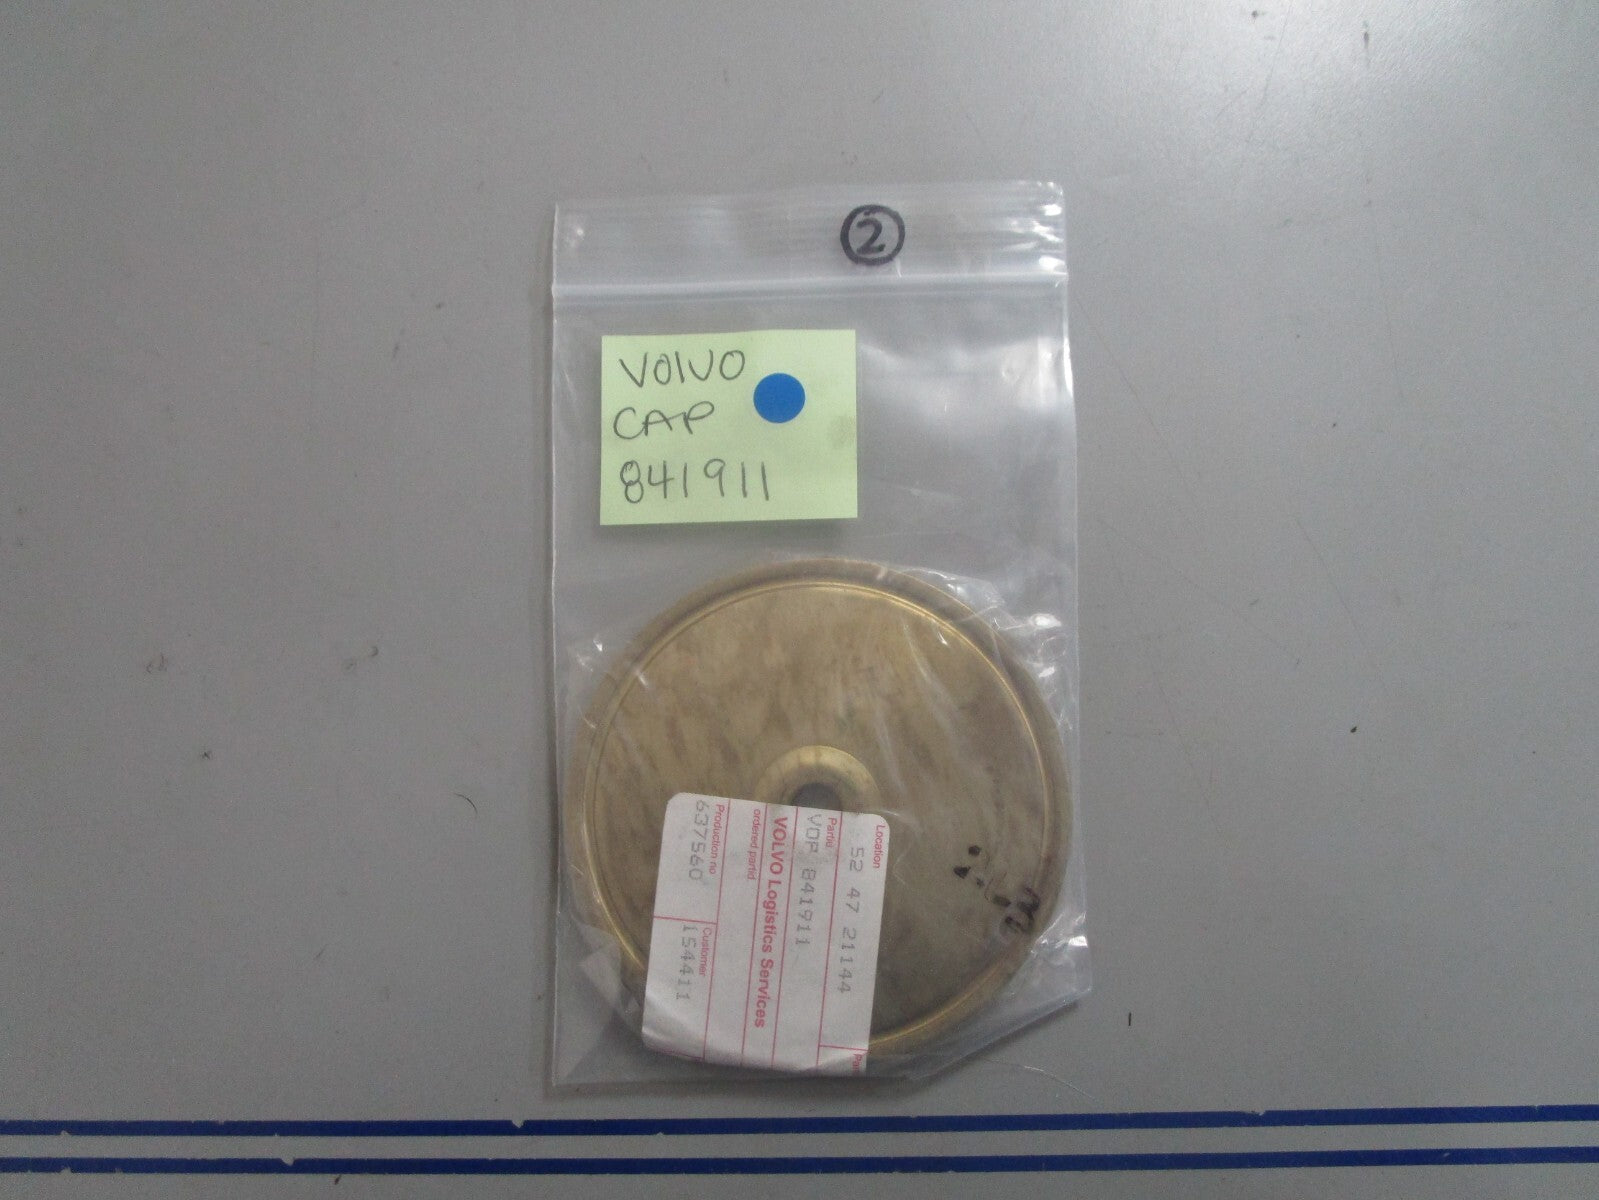 2
VOLVO
CAP
841911
Location
52 47 21144
Partid
VOP 841911
VOLVO Logistics Services
ordered partid
Production no
637560
Customer
154411